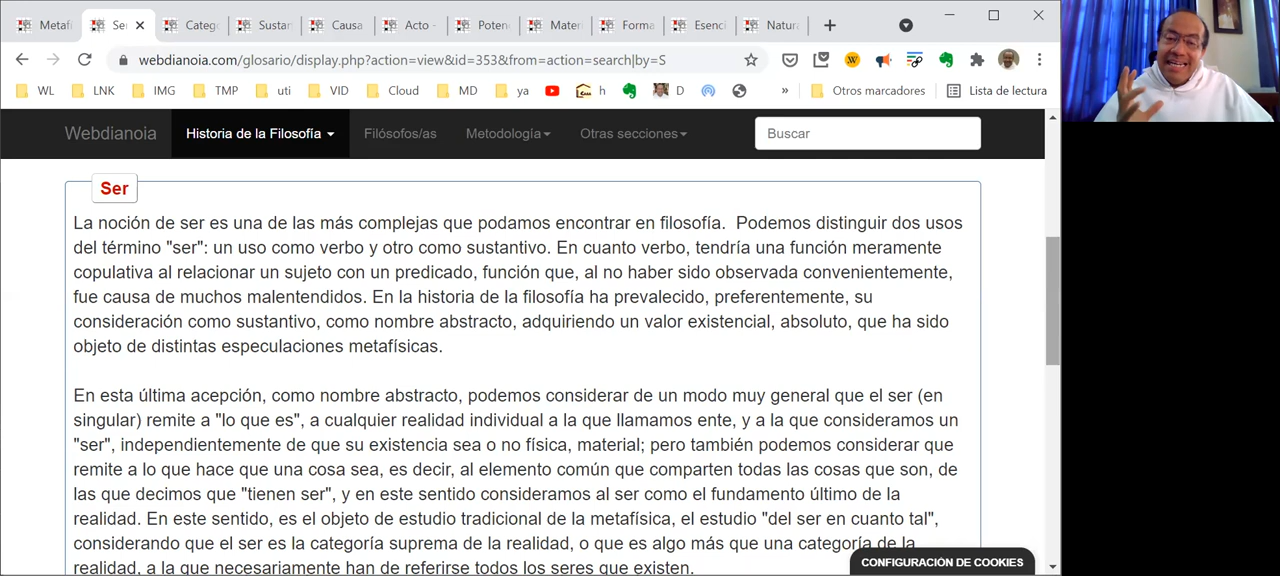 Metafí
Se
Catego
Sustan
Causa
Acto -
Poten
Mater
Forma
Esenci
Natura
webdianoia.com/glosario/display.php?action=view&id=353&from=action=search|by=S
WL
LNK
IMG
TMP
uti
VID
Cloud
MD
ya
h
D
»
Otros marcadores
Lista de lectura
Webdianoia
Historia de la Filosofía
Filósofos/as
Metodología
Otras secciones
Buscar
Ser
La noción de ser es una de las más complejas que podamos encontrar en filosofía. Podemos distinguir dos usos
del término "ser": un uso como verbo y otro como sustantivo. En cuanto verbo, tendría una función meramente
copulativa al relacionar un sujeto con un predicado, función que, al no haber sido observada convenientemente,
fue causa de muchos malentendidos. En la historia de la filosofía ha prevalecido, preferentemente, su
consideración como sustantivo, como nombre abstracto, adquiriendo un valor existencial, absoluto, que ha sido
objeto de distintas especulaciones metafísicas.
En esta última acepción, como nombre abstracto, podemos considerar de un modo muy general que el ser (en
singular) remite a "lo que es", a cualquier realidad individual a la que llamamos ente, y a la que consideramos un
"ser", independientemente de que su existencia sea o no física, material; pero también podemos considerar que
remite a lo que hace que una cosa sea, es decir, al elemento común que comparten todas las cosas que son, de
las que decimos que "tienen ser", y en este sentido consideramos al ser como el fundamento último de la
realidad. En este sentido, es el objeto de estudio tradicional de la metafísica, el estudio "del ser en cuanto tal",
considerando que el ser es la categoría suprema de la realidad, o que es algo más que una categoría de la
realidad, a la que necesariamente han de referirse todos los seres que existen.
CONFIGURACIÓN DE COOKIES